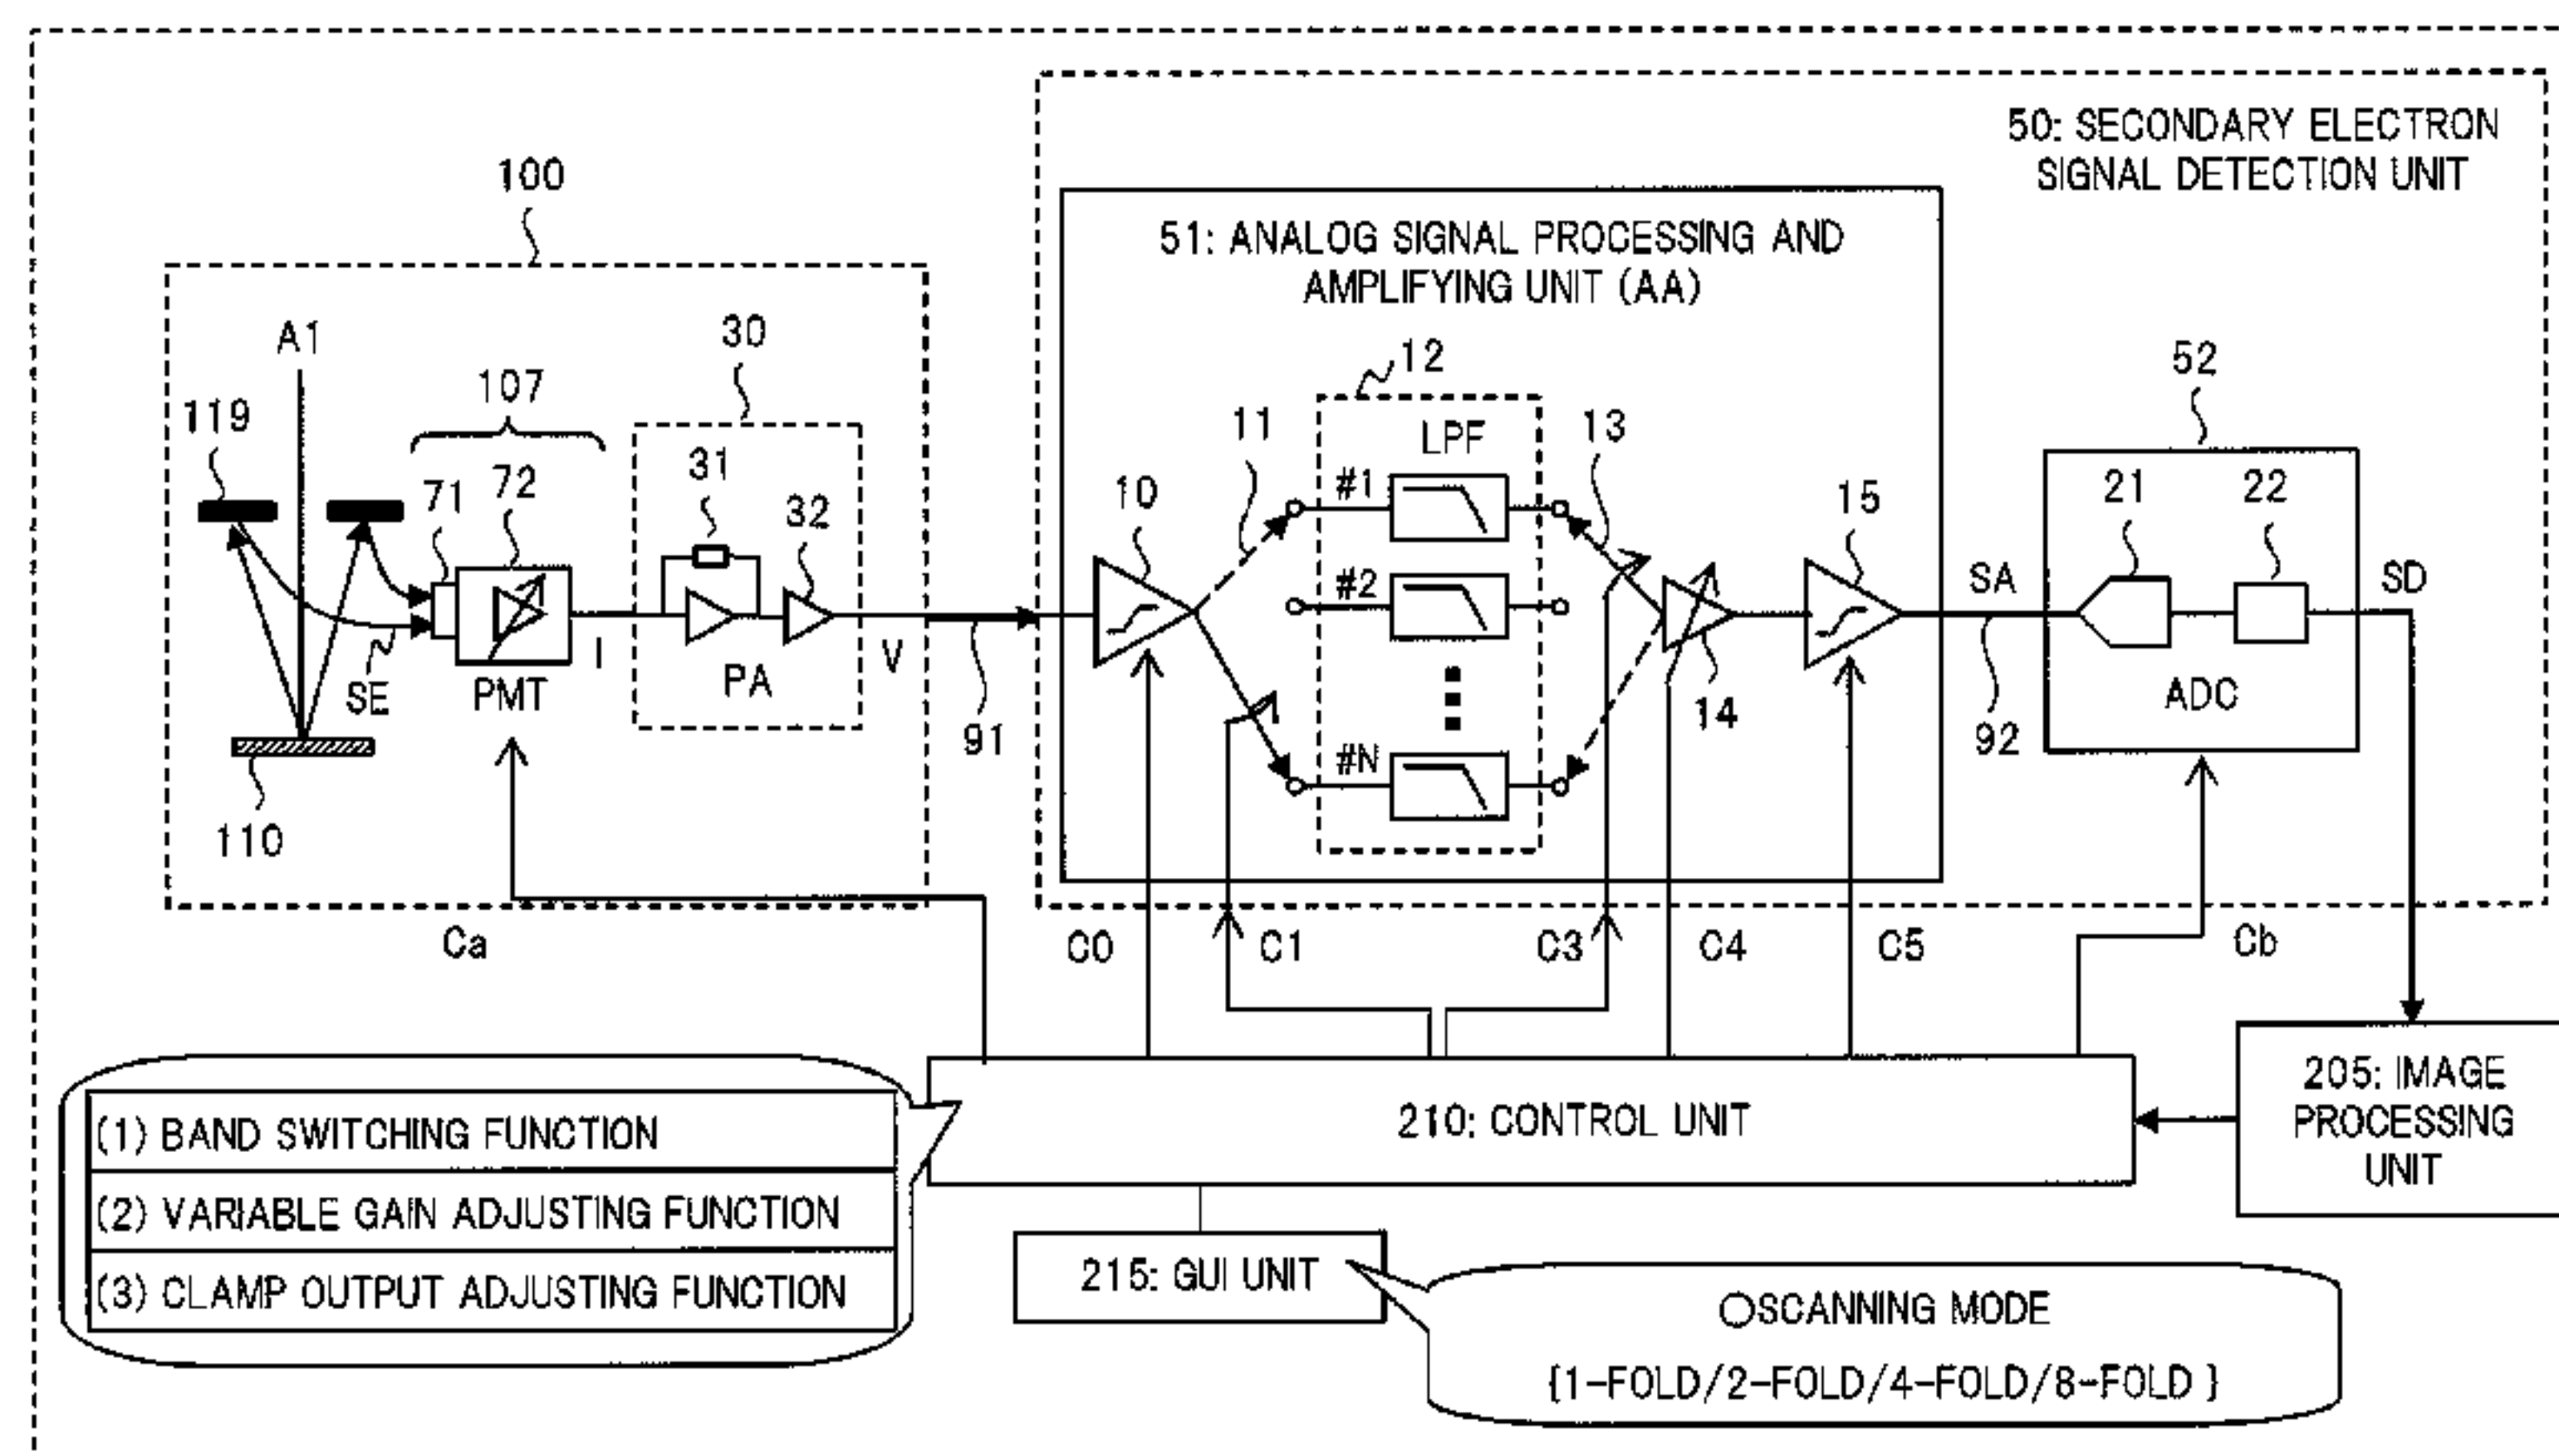 50: SECONDARY ELECTRON
SIGNAL DETECTION UNIT
100
51: ANALOG SIGNAL PROCESSING AND
AMPLIFYING UNIT (AA)
A1
30
12
52
119
107
11
LPF
13
31
71
72
10
#1
15
21
22
32
#2
SA
SD
SE
PMT
I
PA
V
91
14
92
ADC
#N
110
Ca
C0
C1
C3
C4
C5
Cb
(1) BAND SWITCHING FUNCTION
(2) VARIABLE GAIN ADJUSTING FUNCTION
(3) CLAMP OUTPUT ADJUSTING FUNCTION
210: CONTROL UNIT
205: IMAGE
PROCESSING
UNIT
215: GUI UNIT
○SCANNING MODE
{1-FOLD/2-FOLD/4-FOLD/8-FOLD }